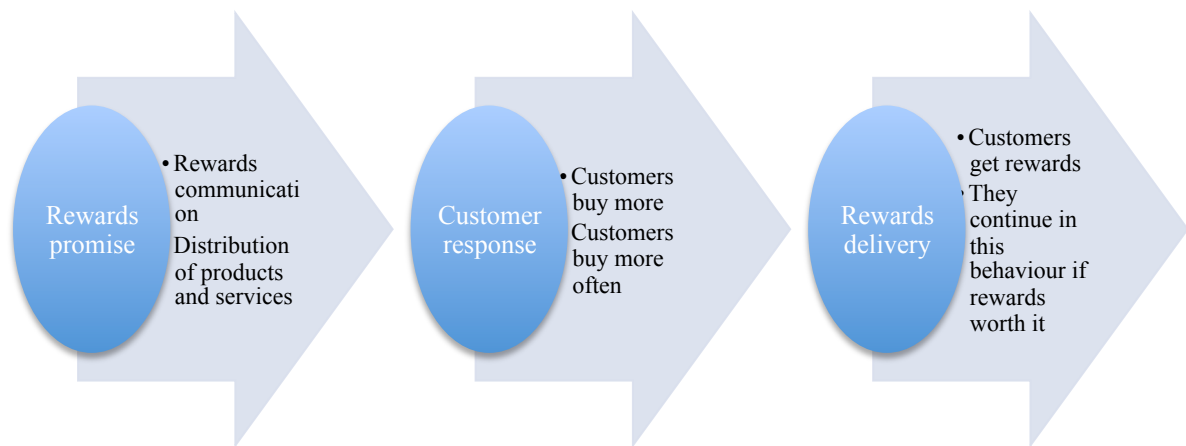 Rewards
promise
• Rewards
communicati
on
Distribution
of products
and services
Customer
response
• Customers
buy more
Customers
buy more
often
Rewards
delivery
• Customers
get rewards
• They
continue in
this
behaviour if
rewards
worth it